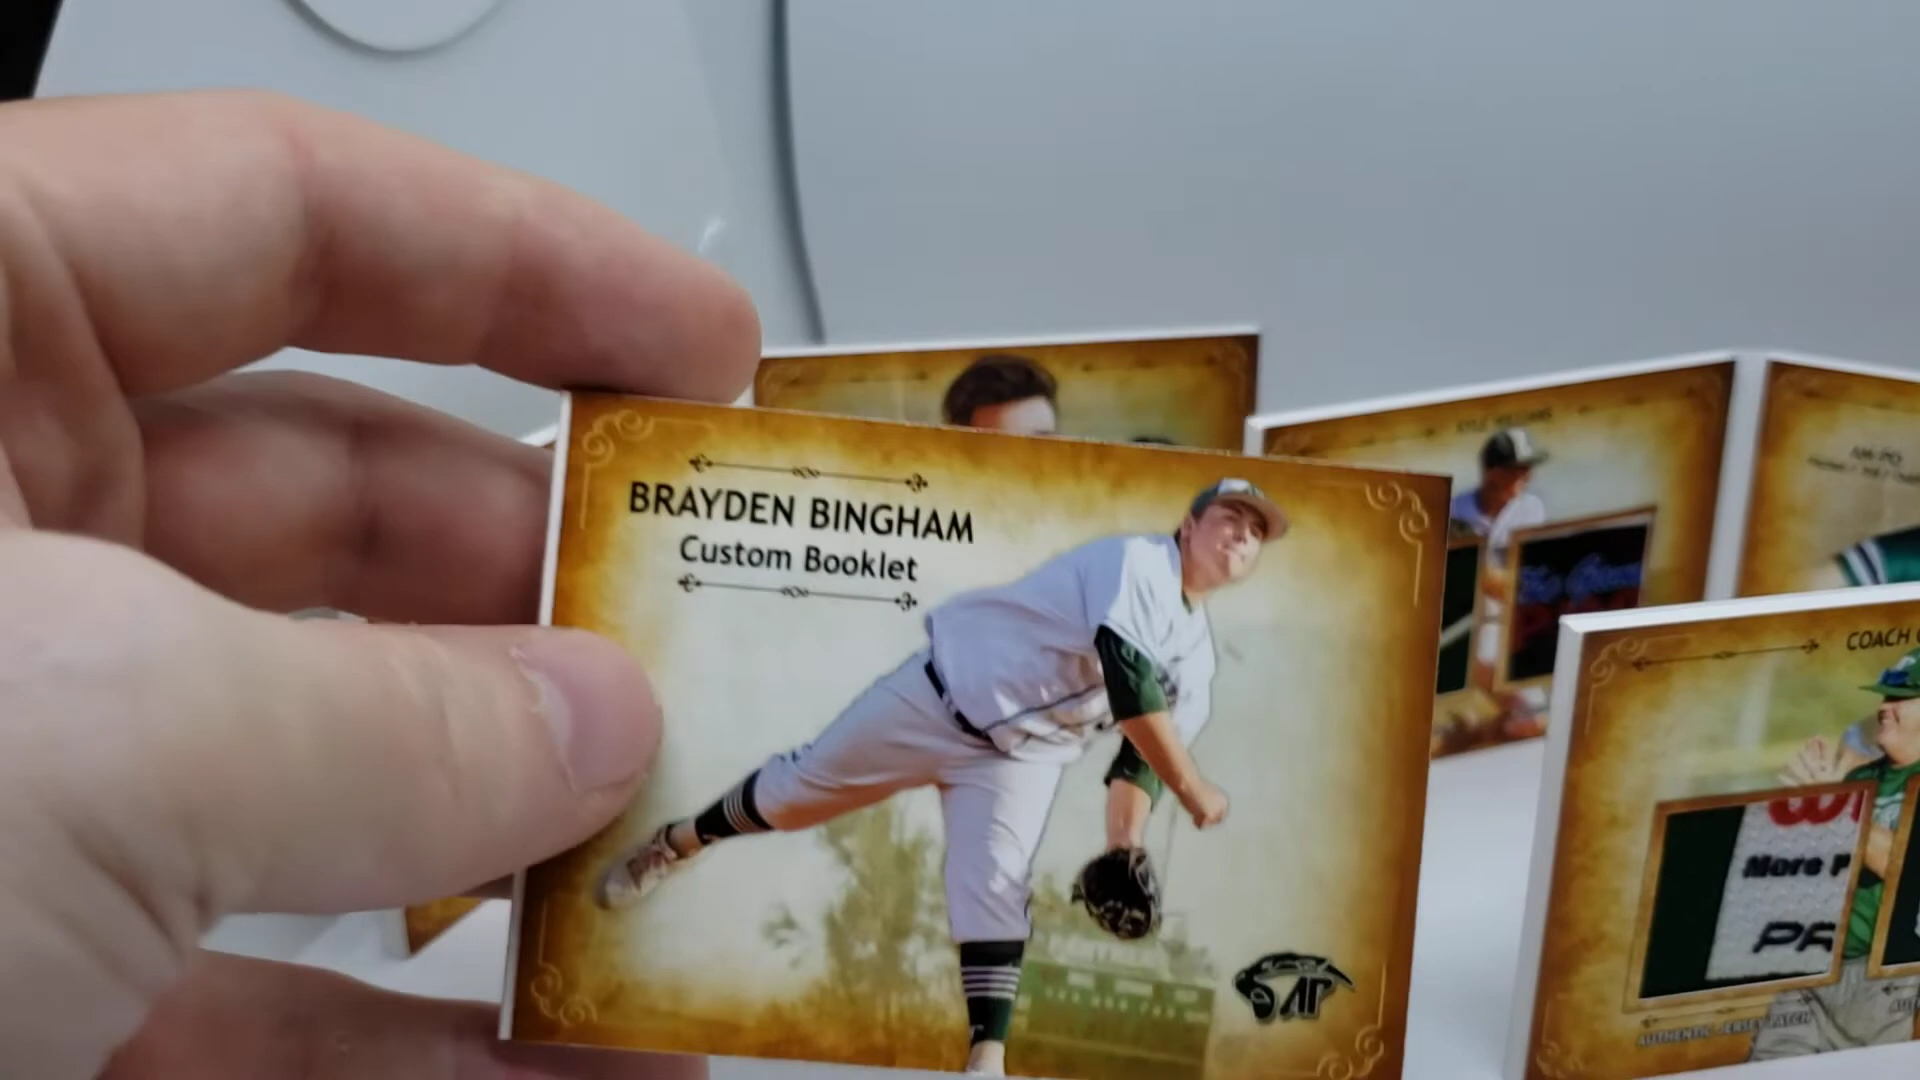 BRAYDEN BINGHAM
Custom Booklet
COACH
More P
PR
AUTHENTIC JERSEY PATCH